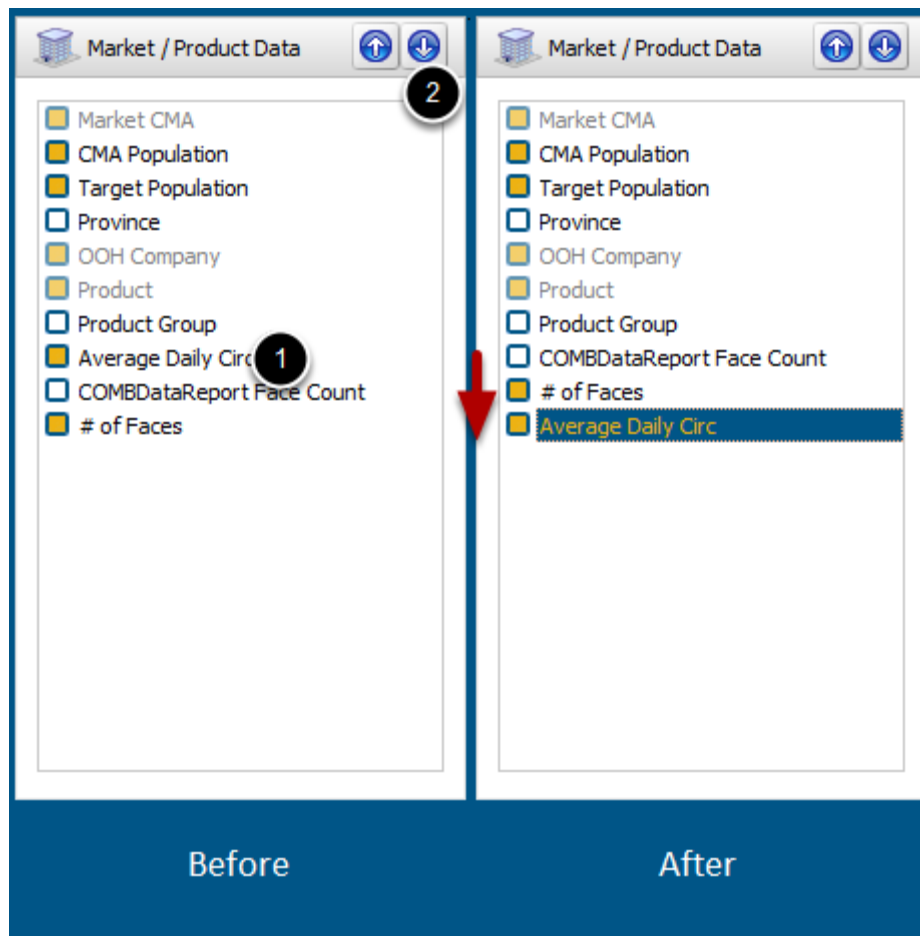 Market / Product Data
2
Market CMA
CMA Population
Target Population
Province
OOH Company
Product
Product Group
Average Daily Circ
1
COMBDataReport Face Count
# of Faces
Before
Market / Product Data
Market CMA
CMA Population
Target Population
Province
OOH Company
Product
Product Group
COMBDataReport Face Count
# of Faces
Average Daily Circ
After